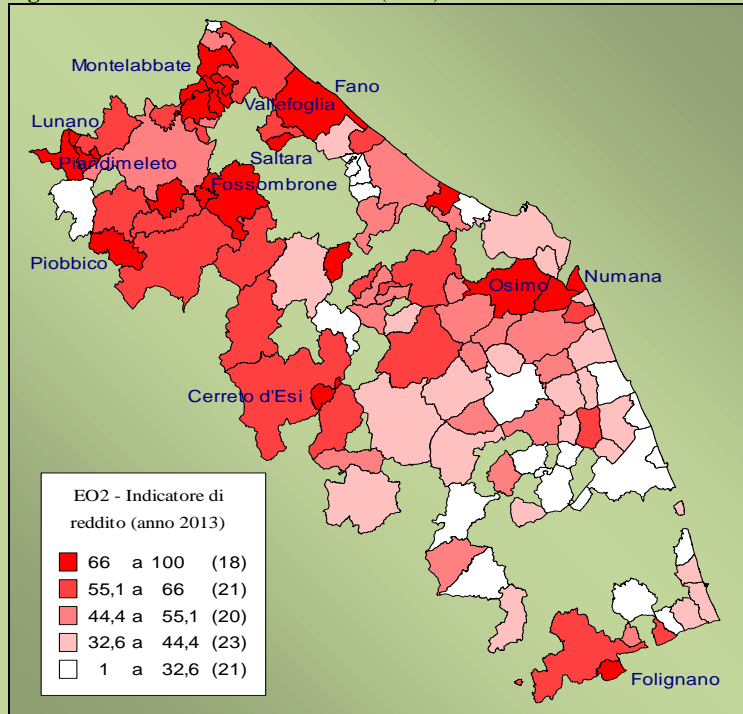 Montelabbate
Fano
Vallefoglia
Lunano
Piandimeleto
Saltara
Fossombrone
Piobbico
Osimo
Numana
Cerreto d'Esi
EO2 - Indicatore di
reddito (anno 2013)
66 a 100 (18)
55,1 a 66 (21)
44,4 a 55,1 (20)
32,6 a 44,4 (23)
1 a 32,6 (21)
Folignano